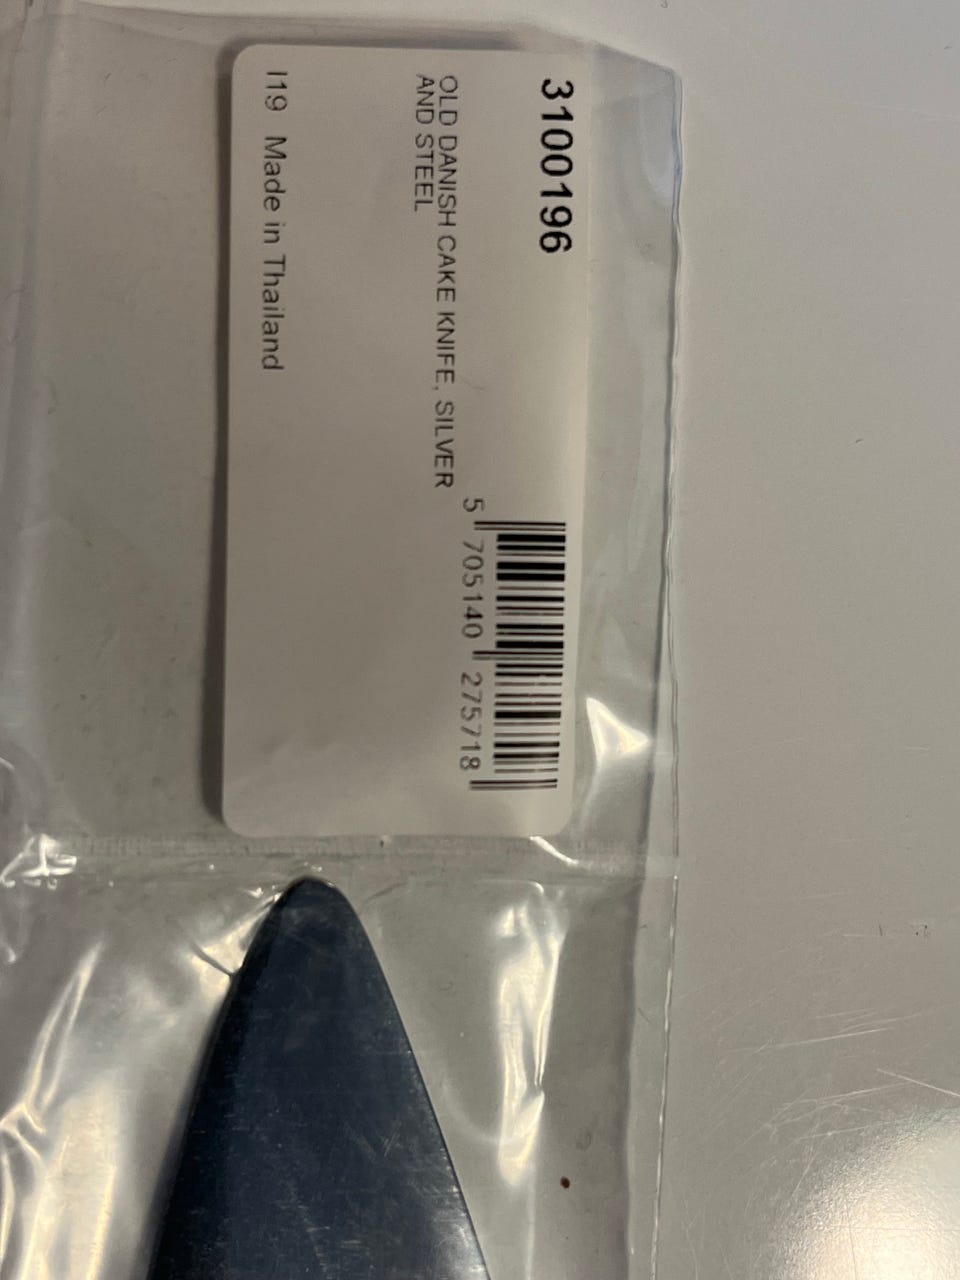 3100196
OLD DANISH CAKE KNIFE, SILVER
AND STEEL
5 705140 275718
I19 Made in Thailand